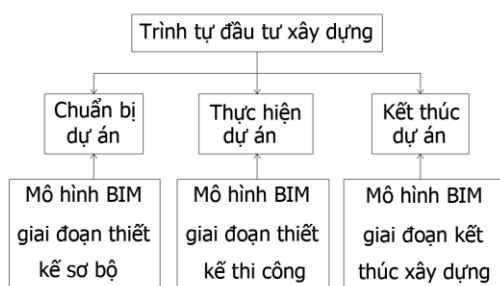 Trình tự đầu tư xây dựng
Chuẩn bị
dự án
Thực hiện
dự án
Kết thúc
dự án
Mô hình BIM
giai đoạn thiết
kế sơ bộ
Mô hình BIM
giai đoạn thiết
kế thi công
Mô hình BIM
giai đoạn kết
thúc xây dựng